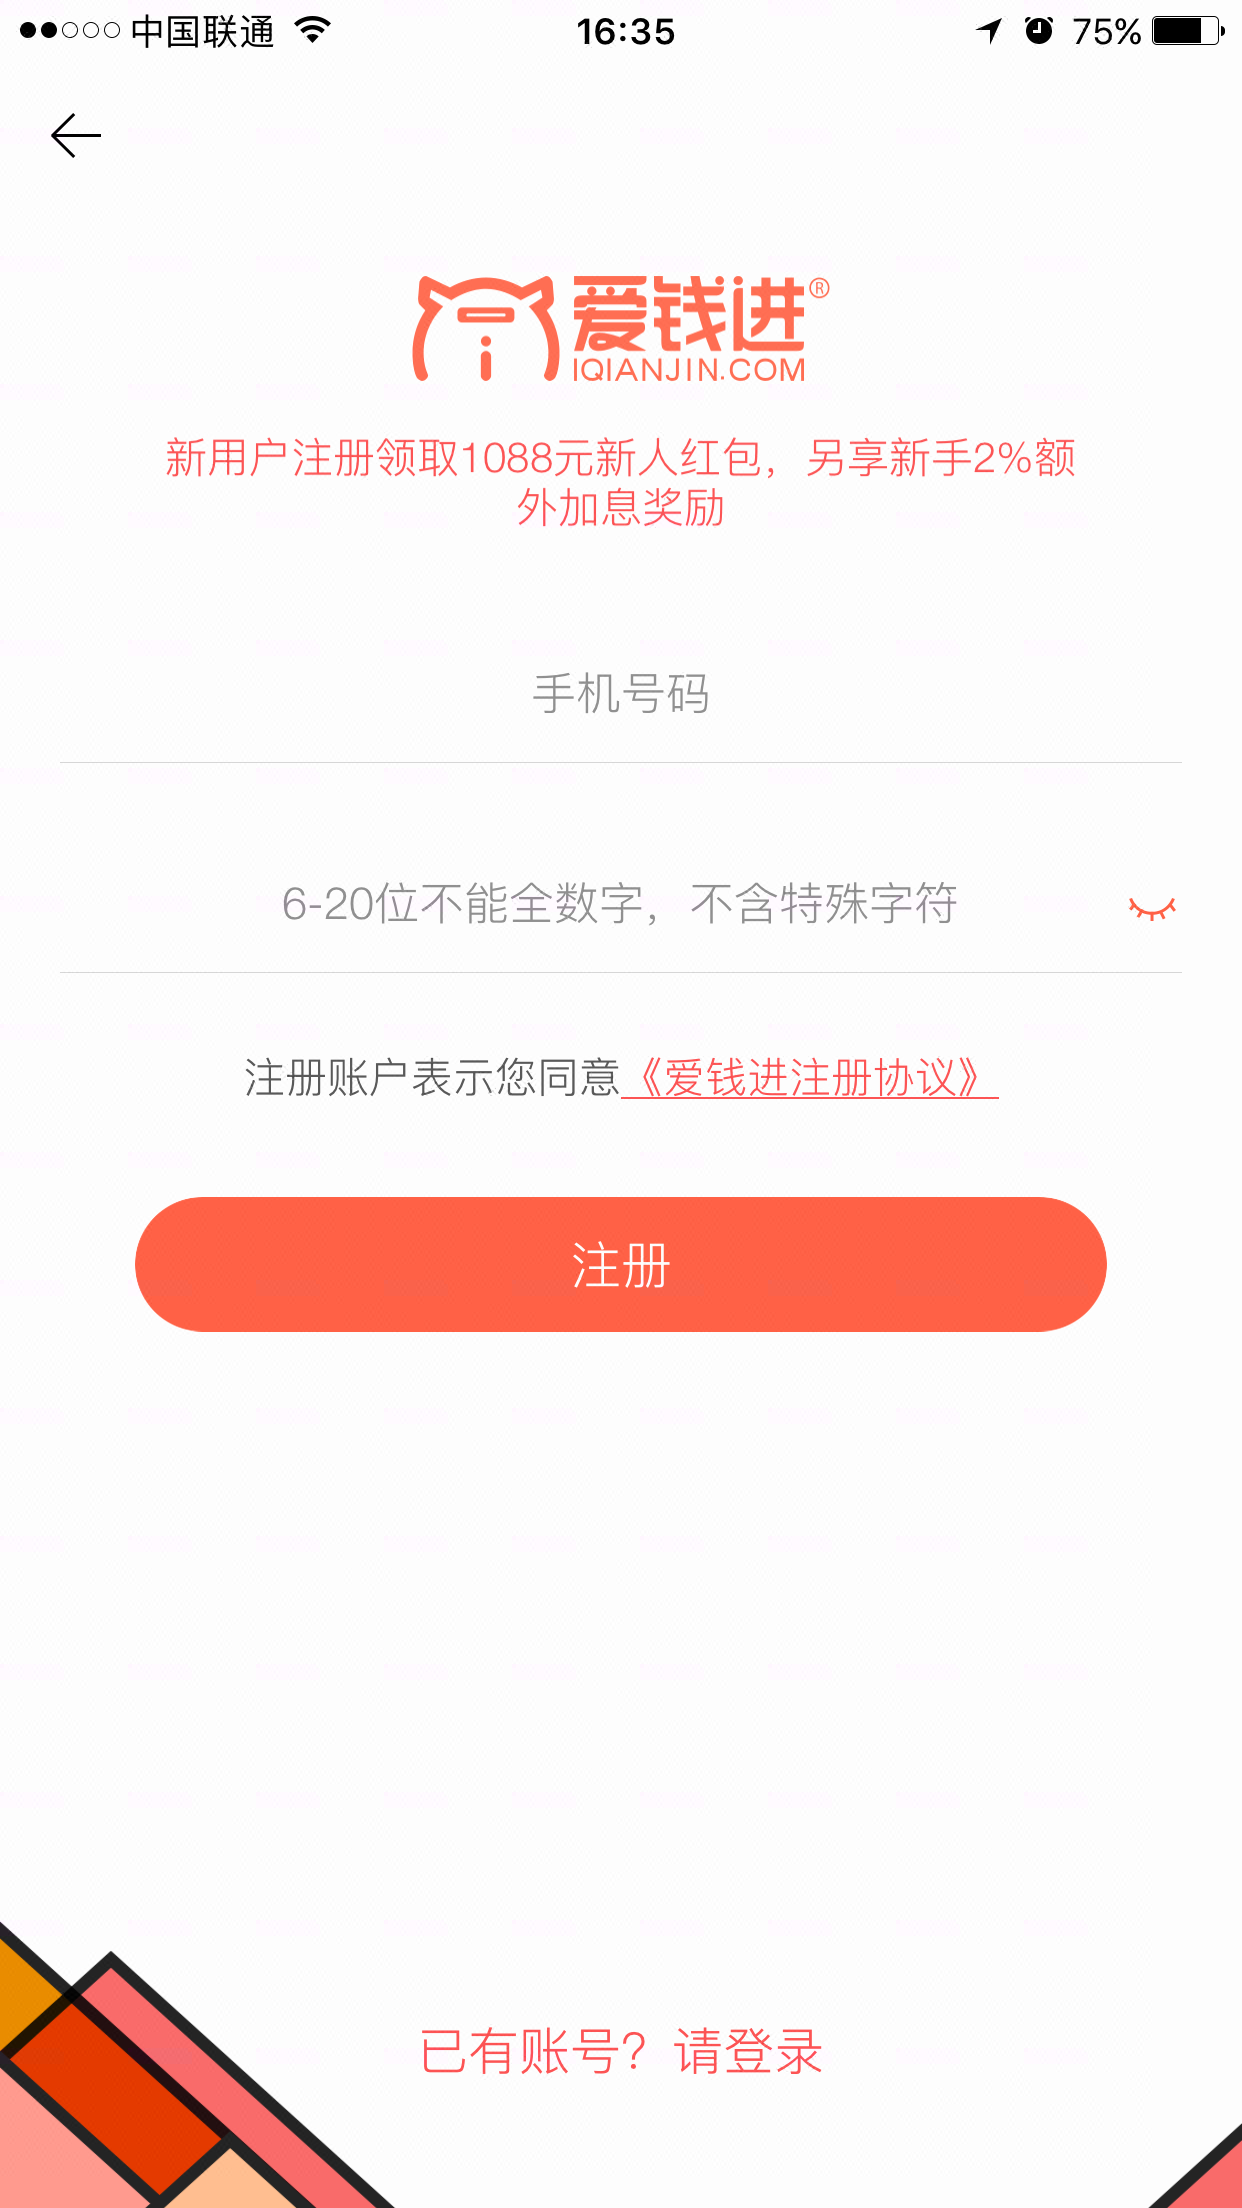 中国联通 16:35 75%
爱钱进®
IQIANJIN.COM
新用户注册领取1088元新人红包，另享新手2%额
外加息奖励
手机号码
6-20位不能全数字，不含特殊字符
注册账户表示您同意《爱钱进注册协议》
注册
已有账号？请登录